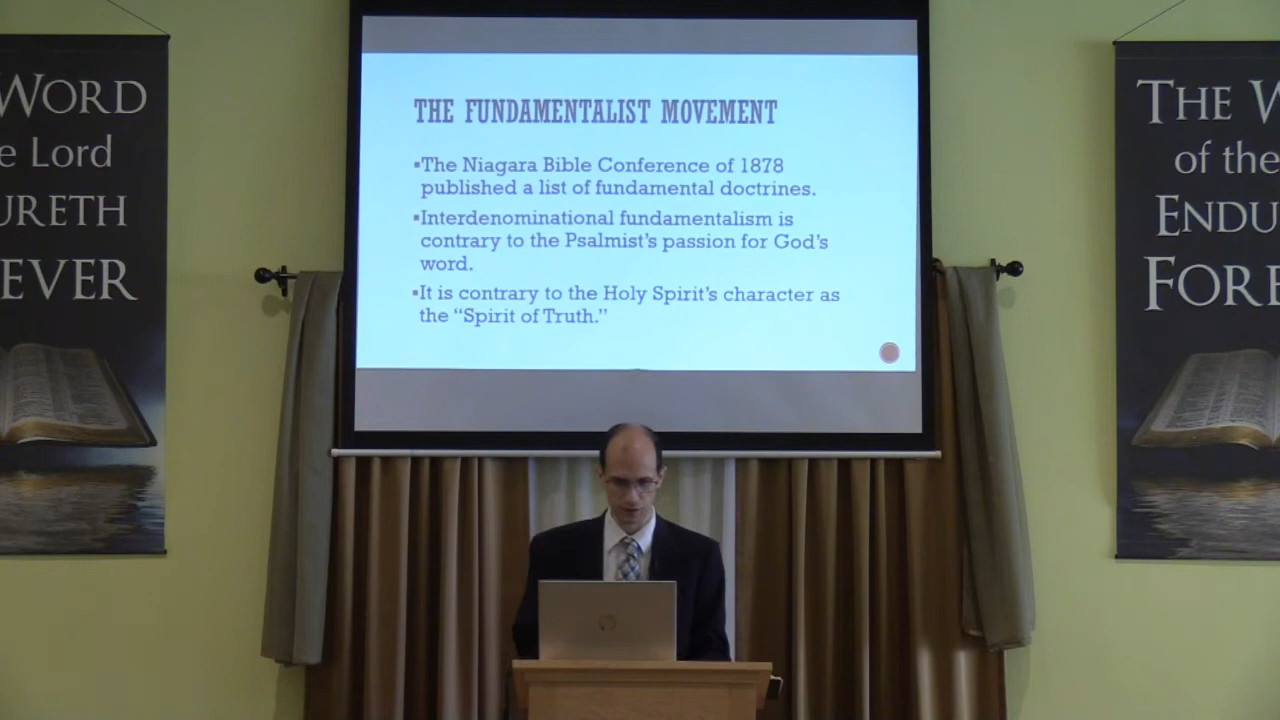 WORD
e Lord
URETH
EVER
THE FUNDAMENTALIST MOVEMENT
▪The Niagara Bible Conference of 1878
published a list of fundamental doctrines.
▪Interdenominational fundamentalism is
contrary to the Psalmist's passion for God's
word.
▪It is contrary to the Holy Spirit's character as
the “Spirit of Truth.”
THE W
of the
ENDU
FORE